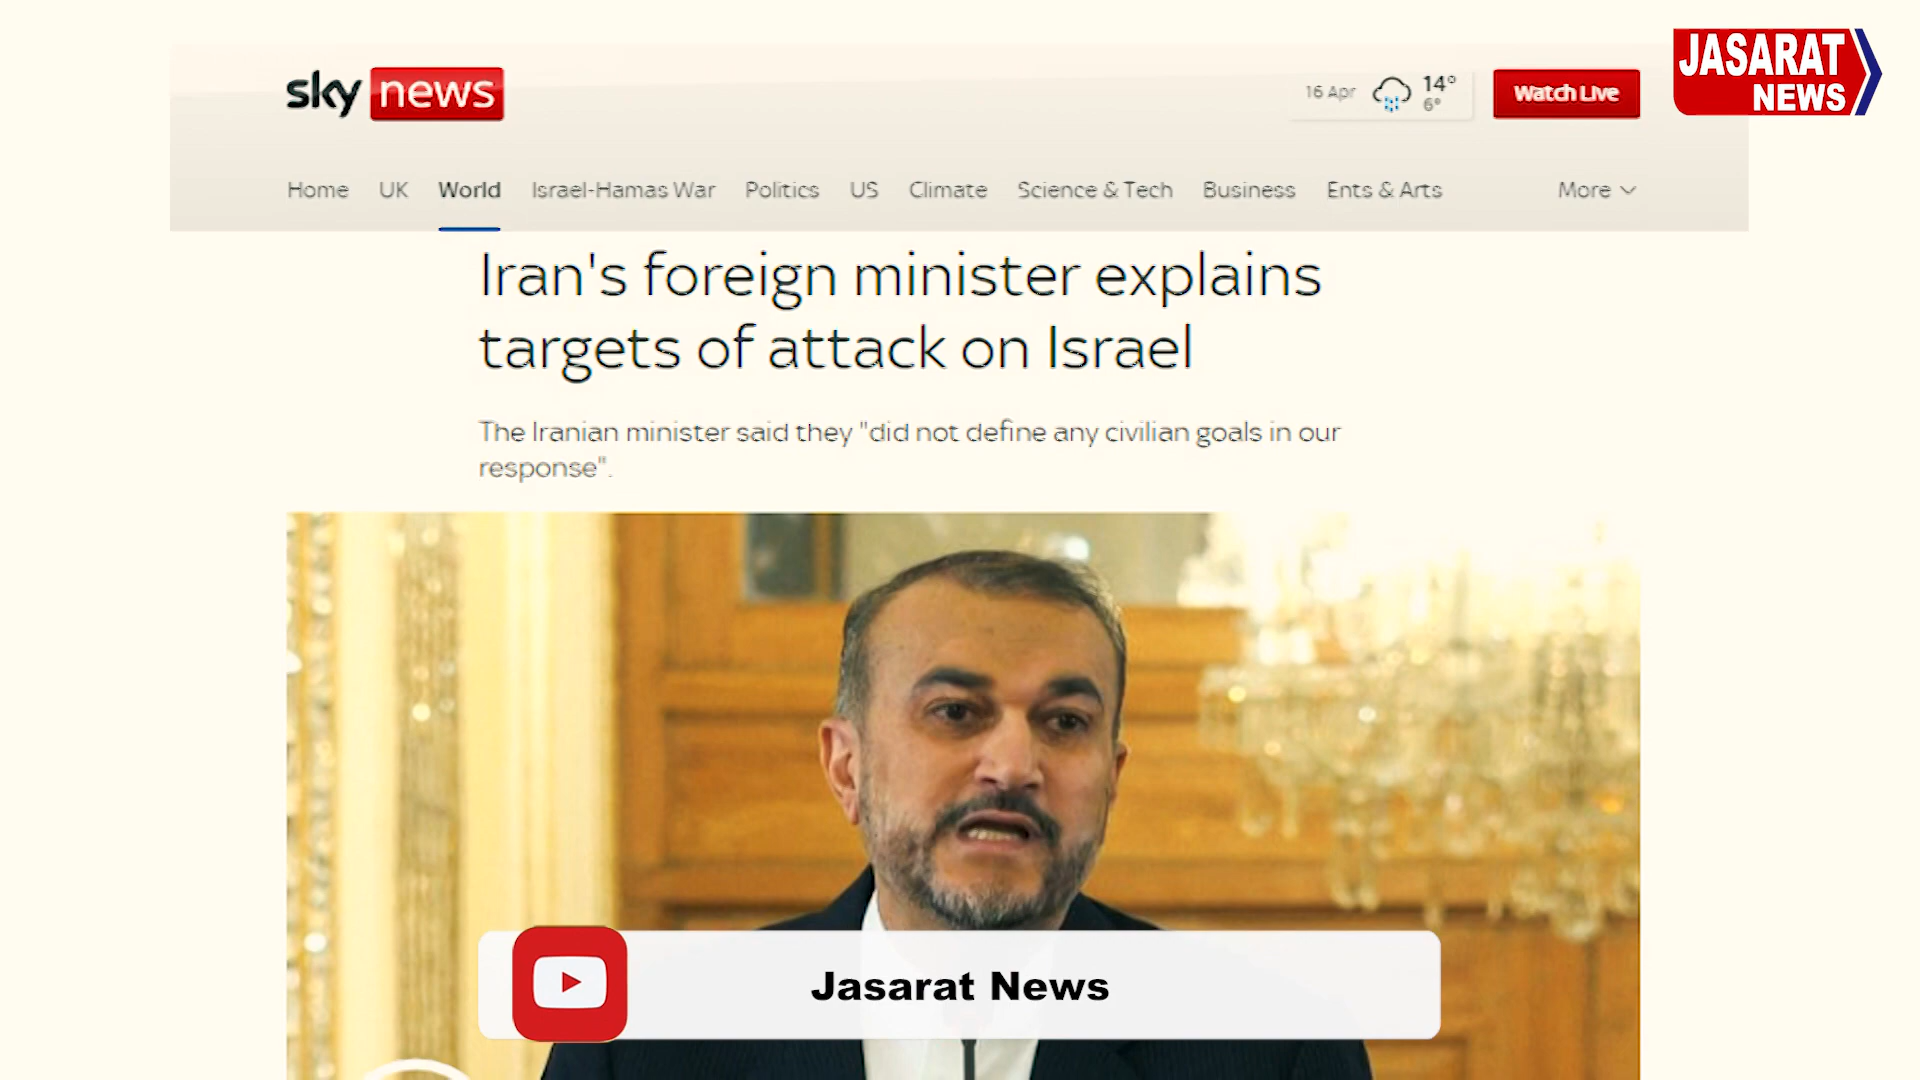 sky news
16 Apr
14°
6°
Watch Live
JASARAT
NEWS
Home UK World Israel-Hamas War Politics US Climate Science & Tech Business Ents & Arts More
Iran's foreign minister explains
targets of attack on Israel
The Iranian minister said they "did not define any civilian goals in our
response".
Jasarat News